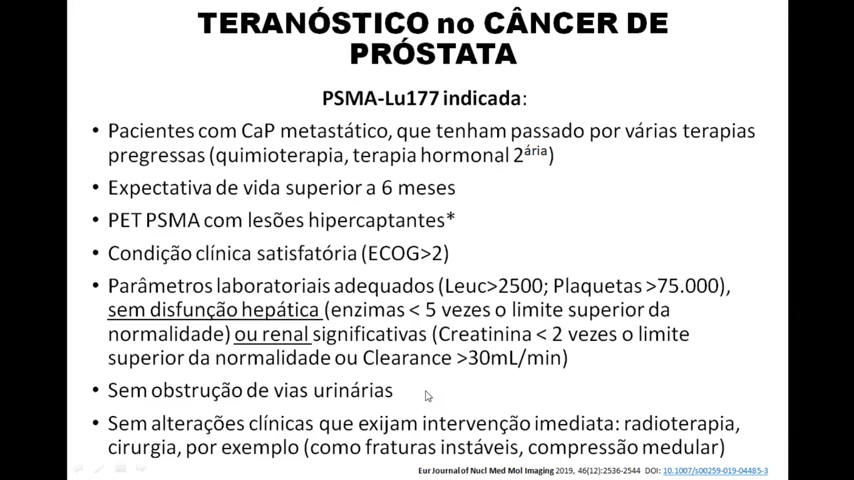 TERANÓSTICO no CÂNCER DE
PRÓSTATA
PSMA-Lu177 indicada:
• Pacientes com CaP metastático, que tenham passado por várias terapias
pregressas (quimioterapia, terapia hormonal 2ária)
• Expectativa de vida superior a 6 meses
• PET PSMA com lesões hipercaptantes*
• Condição clínica satisfatória (ECOG>2)
• Parâmetros laboratoriais adequados (Leuc>2500; Plaquetas >75.000),
sem disfunção hepática (enzimas < 5 vezes o limite superior da
normalidade) ou renal significativas (Creatinina < 2 vezes o limite
superior da normalidade ou Clearance >30mL/min)
• Sem obstrução de vias urinárias
• Sem alterações clínicas que exijam intervenção imediata: radioterapia,
cirurgia, por exemplo (como fraturas instáveis, compressão medular)
Eur Journal of Nucl Med Mol Imaging 2019, 46(12):2536-2544 DOI: 10.1007/s00259-019-04485-3